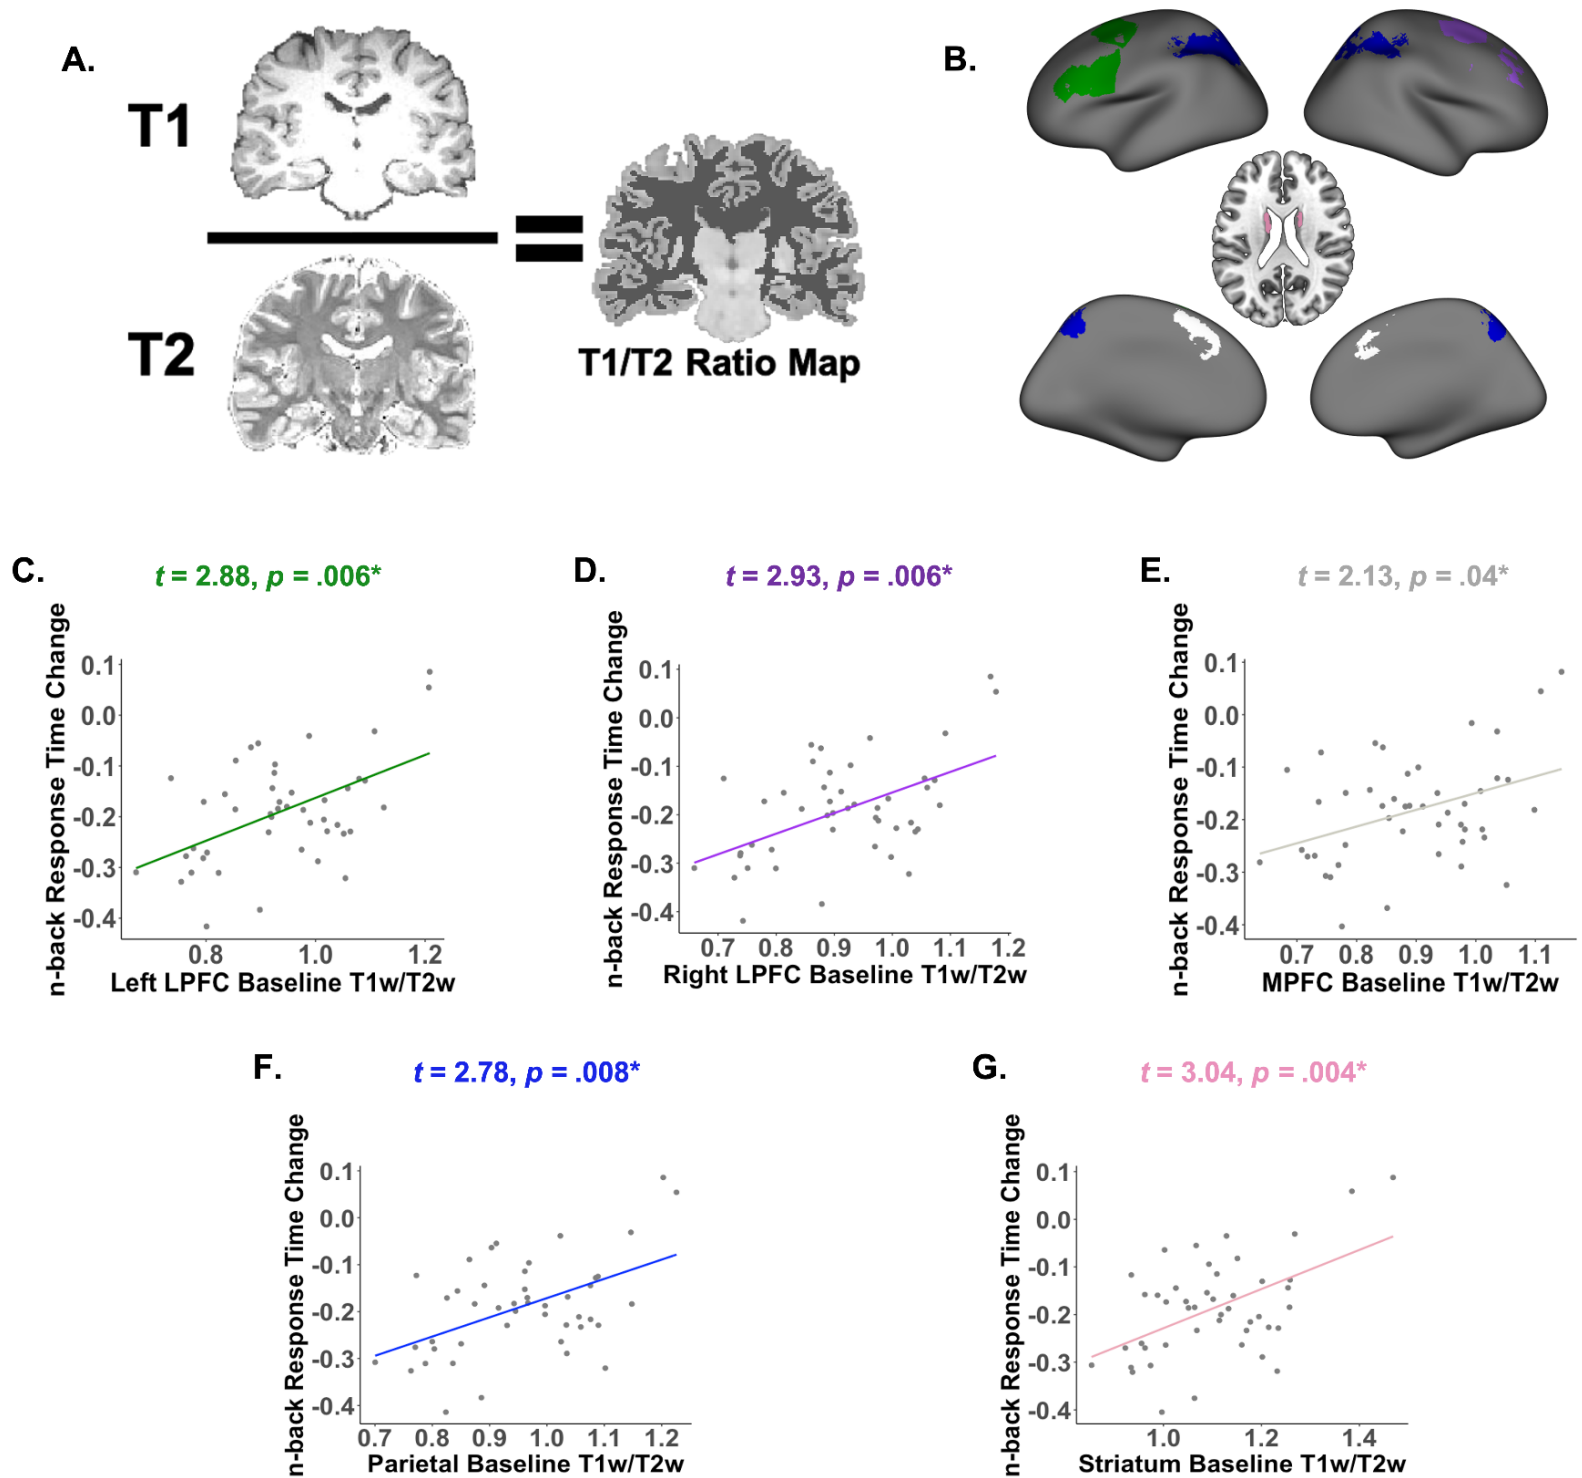 A.
T1
T2
T1/T2 Ratio Map
B.
C.
t = 2.88, p = .006*
n-back Response Time Change
0.1
0.0
-0.1
-0.2
-0.3
-0.4
0.8 1.0 1.2
Left LPFC Baseline T1w/T2w
D.
t = 2.93, p = .006*
n-back Response Time Change
0.1
0.0
-0.1
-0.2
-0.3
-0.4
0.7 0.8 0.9 1.0 1.1 1.2
Right LPFC Baseline T1w/T2w
E.
t = 2.13, p = .04*
n-back Response Time Change
0.1
0.0
-0.1
-0.2
-0.3
-0.4
0.7 0.8 0.9 1.0 1.1
MPFC Baseline T1w/T2w
F.
t = 2.78, p = .008*
n-back Response Time Change
0.1
0.0
-0.1
-0.2
-0.3
-0.4
0.7 0.8 0.9 1.0 1.1 1.2
Parietal Baseline T1w/T2w
G.
t = 3.04, p = .004*
n-back Response Time Change
0.1
0.0
-0.1
-0.2
-0.3
-0.4
1.0 1.2 1.4
Striatum Baseline T1w/T2w